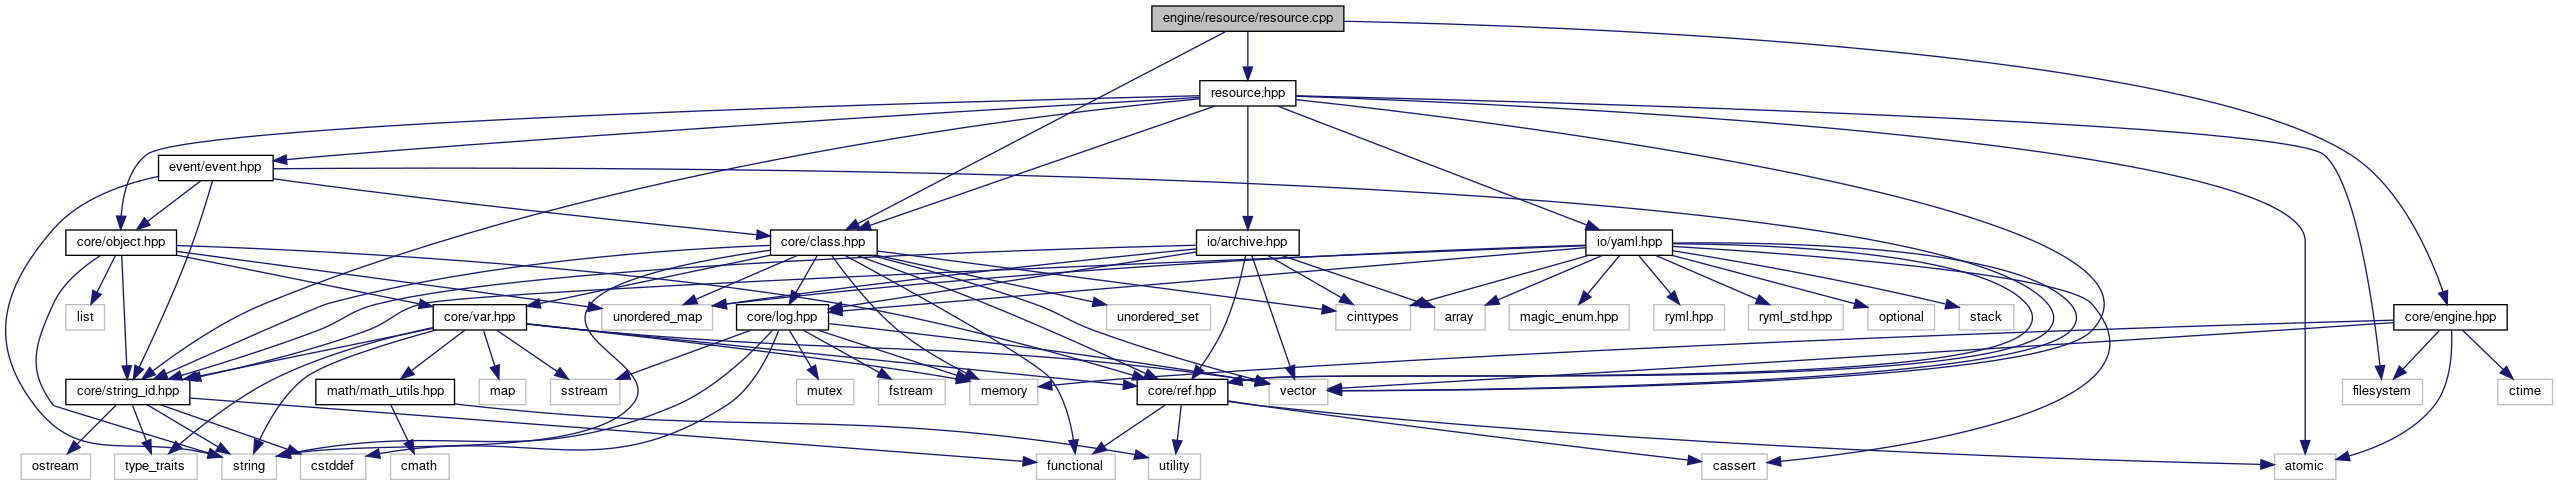 engine/resource/resource.cpp
resource.hpp
event/event.hpp
core/object.hpp
core/class.hpp
io/archive.hpp
io/yaml.hpp
list
core/var.hpp
unordered_map
core/log.hpp
unordered_set
cinttypes
array
magic_enum.hpp
ryml.hpp
ryml_std.hpp
optional
stack
core/engine.hpp
core/string_id.hpp
math/math_utils.hpp
map
sstream
mutex
fstream
memory
core/ref.hpp
vector
filesystem
ctime
ostream
type_traits
string
cstddef
cmath
functional
utility
cassert
atomic